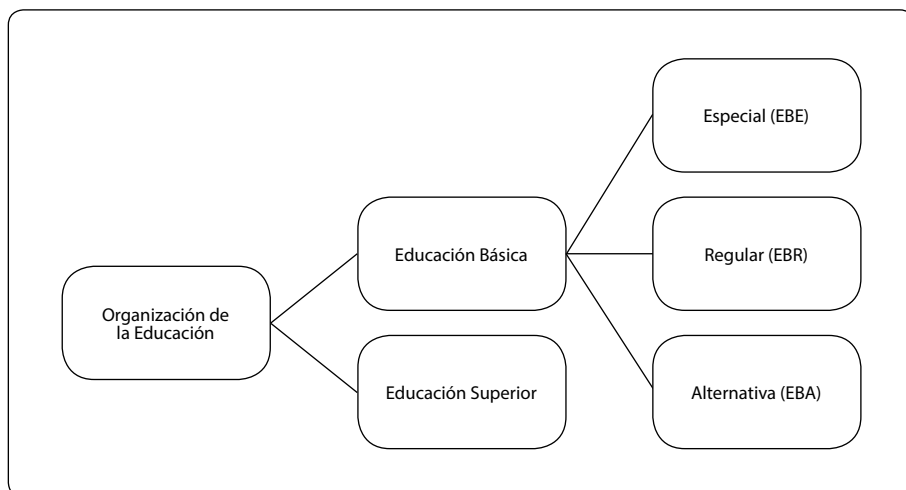 Organización de
la Educación
Educación Básica
Educación Superior
Especial (EBE)
Regular (EBR)
Alternativa (EBA)